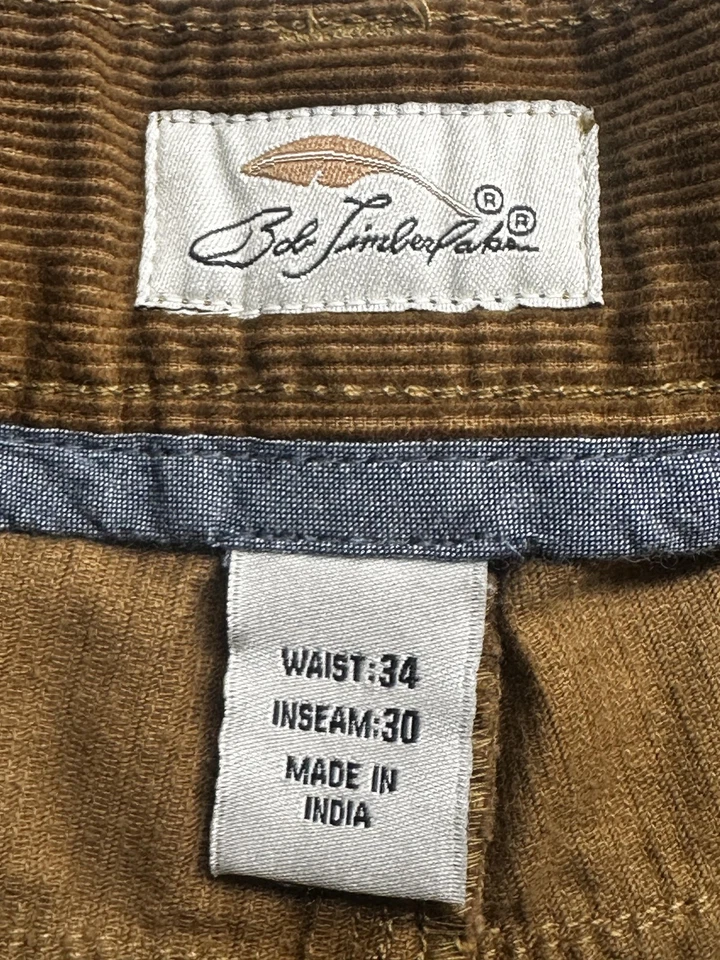 Bob Timberlake ® ®
WAIST:34
INSEAM:30
MADE IN
INDIA